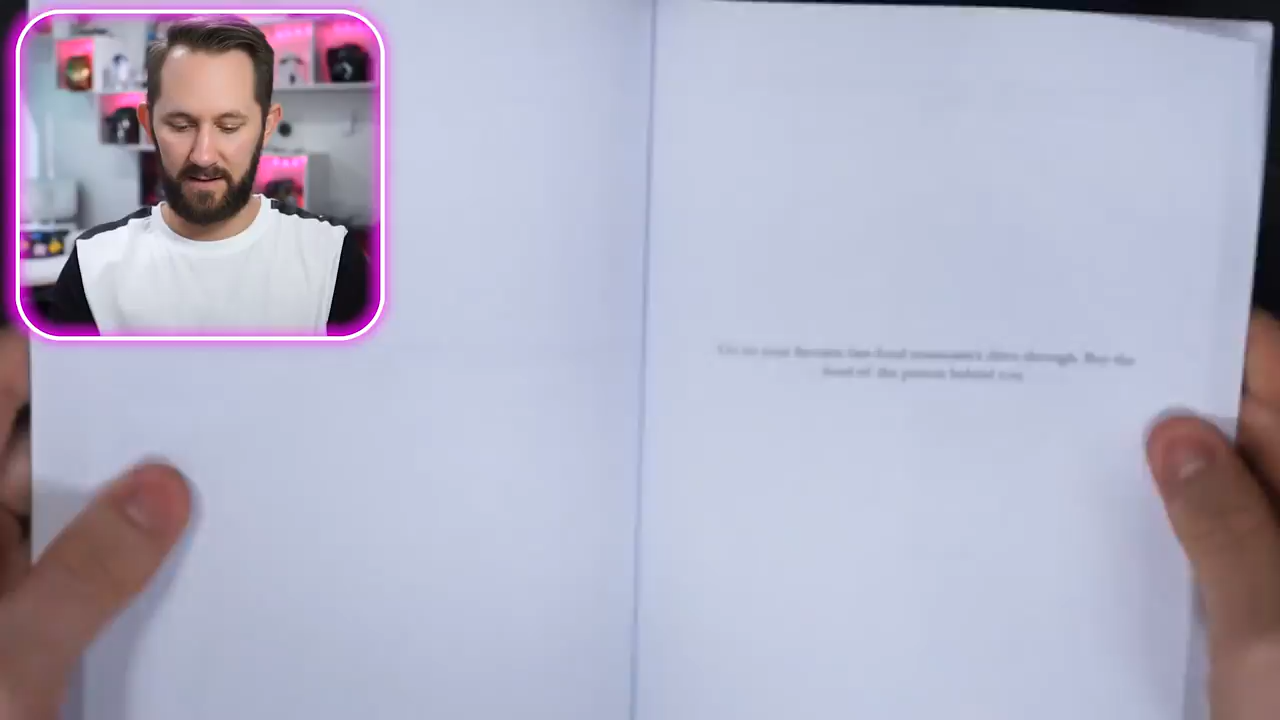 Go to your favorite fast-food restaurant's drive-through. Buy the
food of the person behind you.